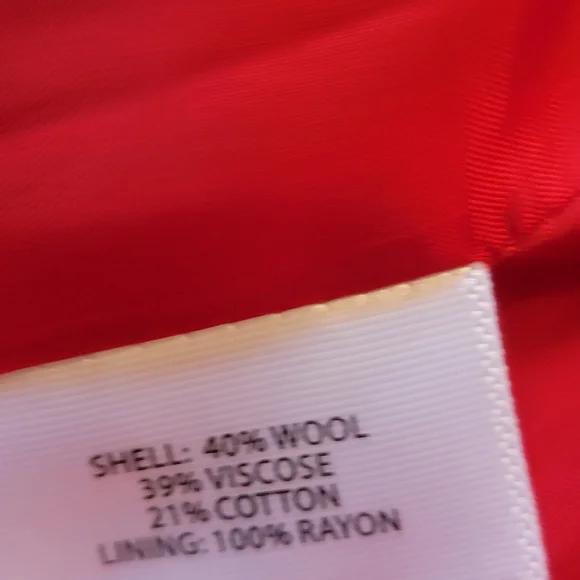 SHELL: 40% WOOL
39% VISCOSE
21% COTTON
LINING: 100% RAYON